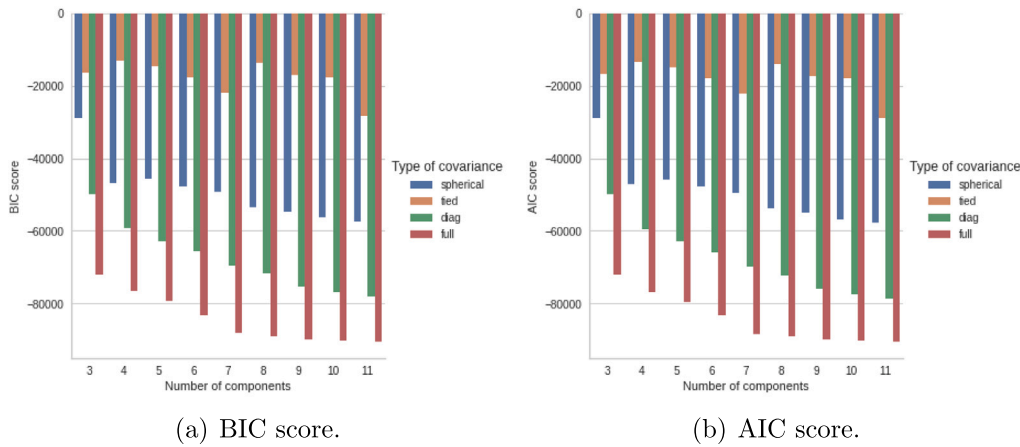 0
−20000
−40000
−60000
−80000
BIC score
3 4 5 6 7 8 9 10 11
Number of components
Type of covariance
spherical
tied
diag
full
(a) BIC score.
0
−20000
−40000
−60000
−80000
AIC score
3 4 5 6 7 8 9 10 11
Number of components
Type of covariance
spherical
tied
diag
full
(b) AIC score.